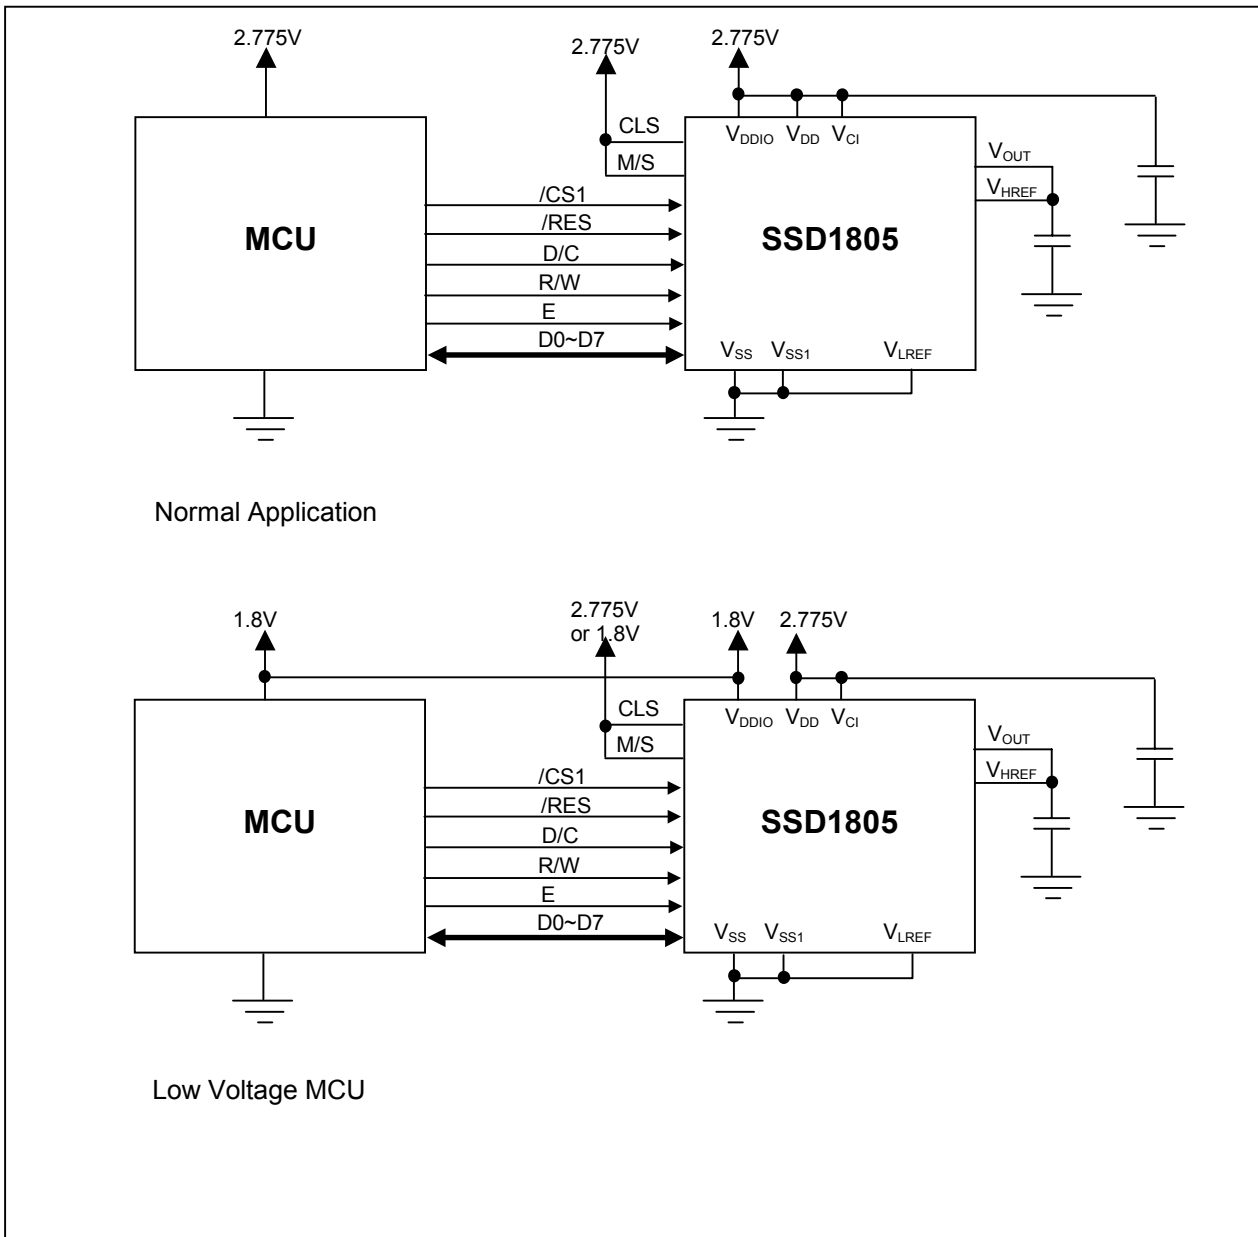 2.775V
2.775V
2.775V
CLS
M/S
VDDIO VDD VCI
VOUT
VHREF
/CS1
/RES
D/C
R/W
E
D0~D7
MCU
SSD1805
VSS VSS1 VLREF
Normal Application
1.8V
2.775V
or 1.8V
1.8V
2.775V
CLS
M/S
VDDIO VDD VCI
VOUT
VHREF
/CS1
/RES
D/C
R/W
E
D0~D7
MCU
SSD1805
VSS VSS1 VLREF
Low Voltage MCU